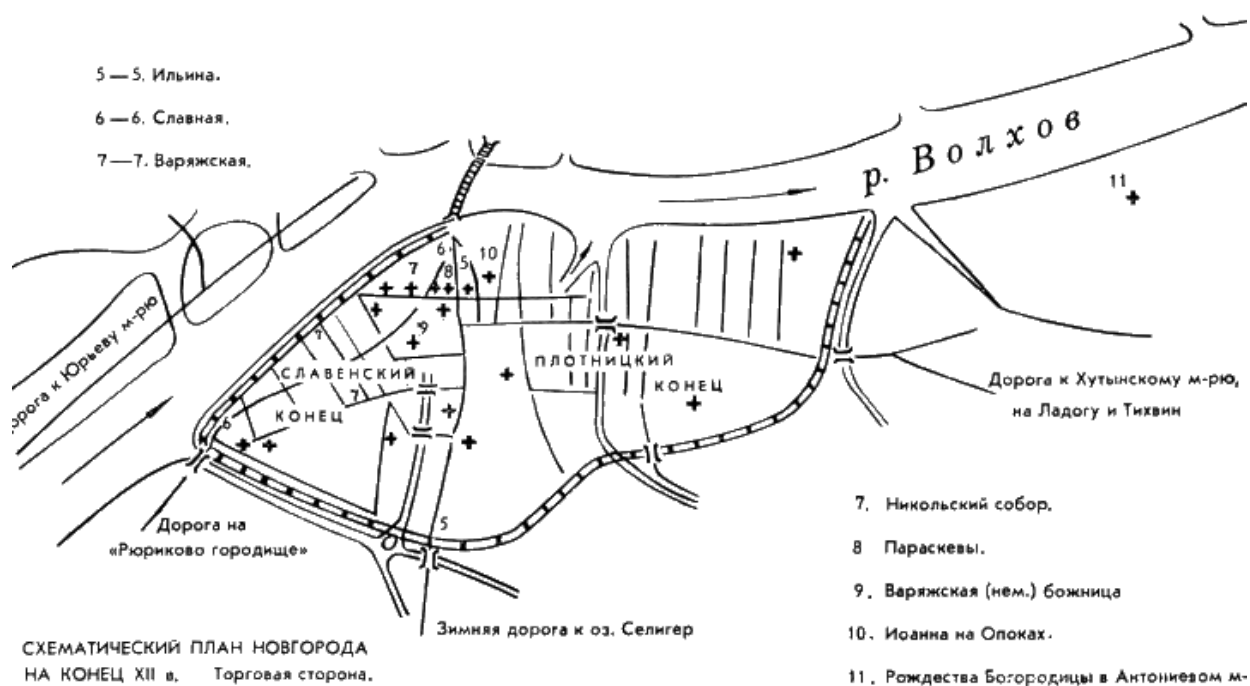 5—5. Ильина.
6—6. Славная.
7—7. Варяжская.
р. Волхов
11
6.
10
7
8
5
9
7
ПЛОТНИЦКИЙ
КОНЕЦ
СЛАВЕНСКИЙ
7
КОНЕЦ
6
орога к Юрьеву м-рю
Дорога к Хутынскому м-рю,
на Ладогу и Тихвин
5
Дорога на
«Рюриково городище»
Зимняя дорога к оз. Селигер
СХЕМАТИЧЕСКИЙ ПЛАН НОВГОРОДА
НА КОНЕЦ XII в. Торговая сторона.
7. Никольский собор.
8 Параскевы.
9. Варяжская (нем.) божница
10. Иоанна на Опоках.
11. Рождества Богородицы в Антониевом м-